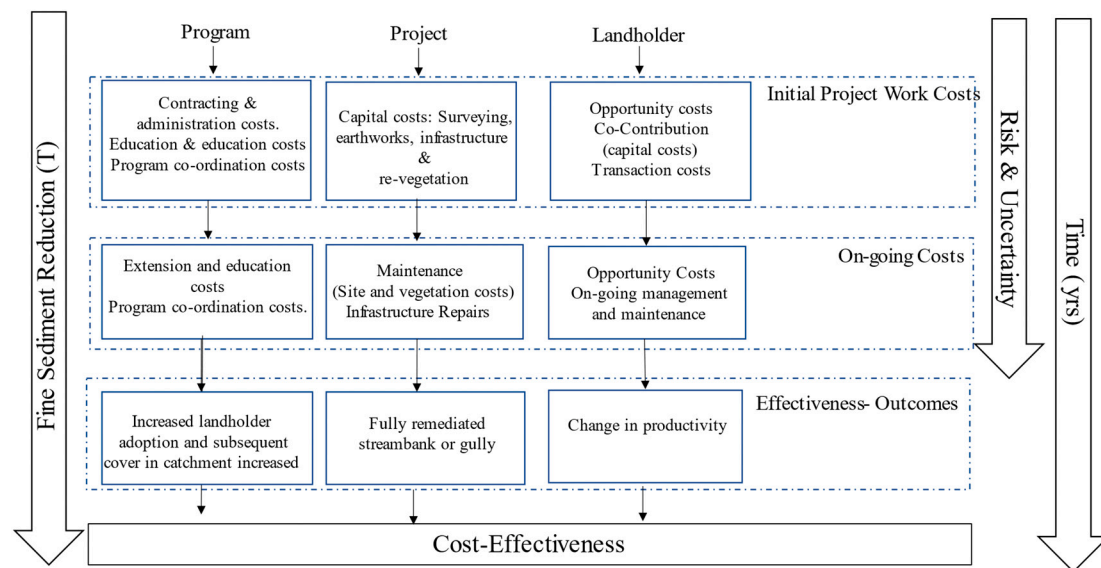 Program
Project
Landholder
Initial Project Work Costs
Contracting &
administration costs.
Education & education costs
Program co-ordination costs
Capital costs: Surveying,
earthworks, infrastructure
&
re-vegetation
Opportunity costs
Co-Contribution
(capital costs)
Transaction costs
On-going Costs
Extension and education
costs
Program co-ordination costs.
Maintenance
(Site and vegetation costs)
Infrastructure Repairs
Opportunity Costs
On-going management
and maintenance
Effectiveness- Outcomes
Increased landholder
adoption and subsequent
cover in catchment increased
Fully remediated
streambank or gully
Change in productivity
Cost-Effectiveness
Fine Sediment Reduction (T)
Risk & Uncertainty
Time (yrs)